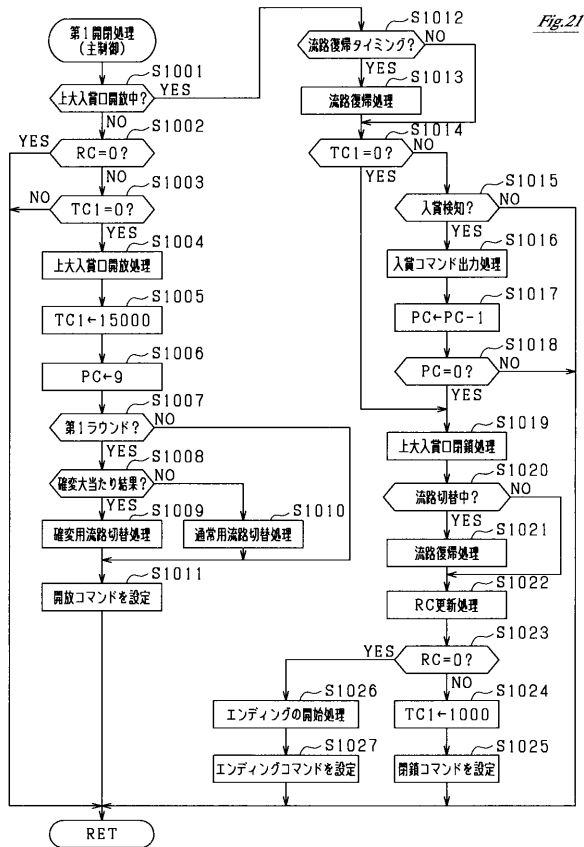 Fig.21
第1開閉処理
(主制御)
S1001
上大入賞口開放中?
YES
NO
S1002
RC=0?
YES
NO
S1003
TC1=0?
NO
YES
S1004
上大入賞口開放処理
S1005
TC1←15000
S1006
PC←9
S1007
第1ラウンド?
NO
YES
S1008
確変大当たり結果?
NO
YES
S1009
確変用流路切替処理
S1010
通常用流路切替処理
S1011
開放コマンドを設定
RET
S1012
流路復帰タイミング?
NO
YES
S1013
流路復帰処理
S1014
TC1=0?
NO
YES
S1015
入賞検知?
NO
YES
S1016
入賞コマンド出力処理
S1017
PC←PC-1
S1018
PC=0?
NO
YES
S1019
上大入賞口閉鎖処理
S1020
流路切替中?
NO
YES
S1021
流路復帰処理
S1022
RC更新処理
S1023
RC=0?
YES
NO
S1024
TC1←1000
S1025
閉鎖コマンドを設定
S1026
エンディングの開始処理
S1027
エンディングコマンドを設定